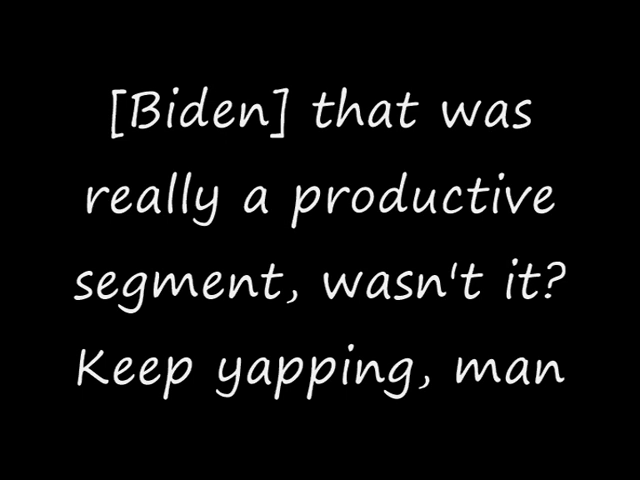 [Biden] that was
really a productive
segment, wasn't it?
Keep yapping, man